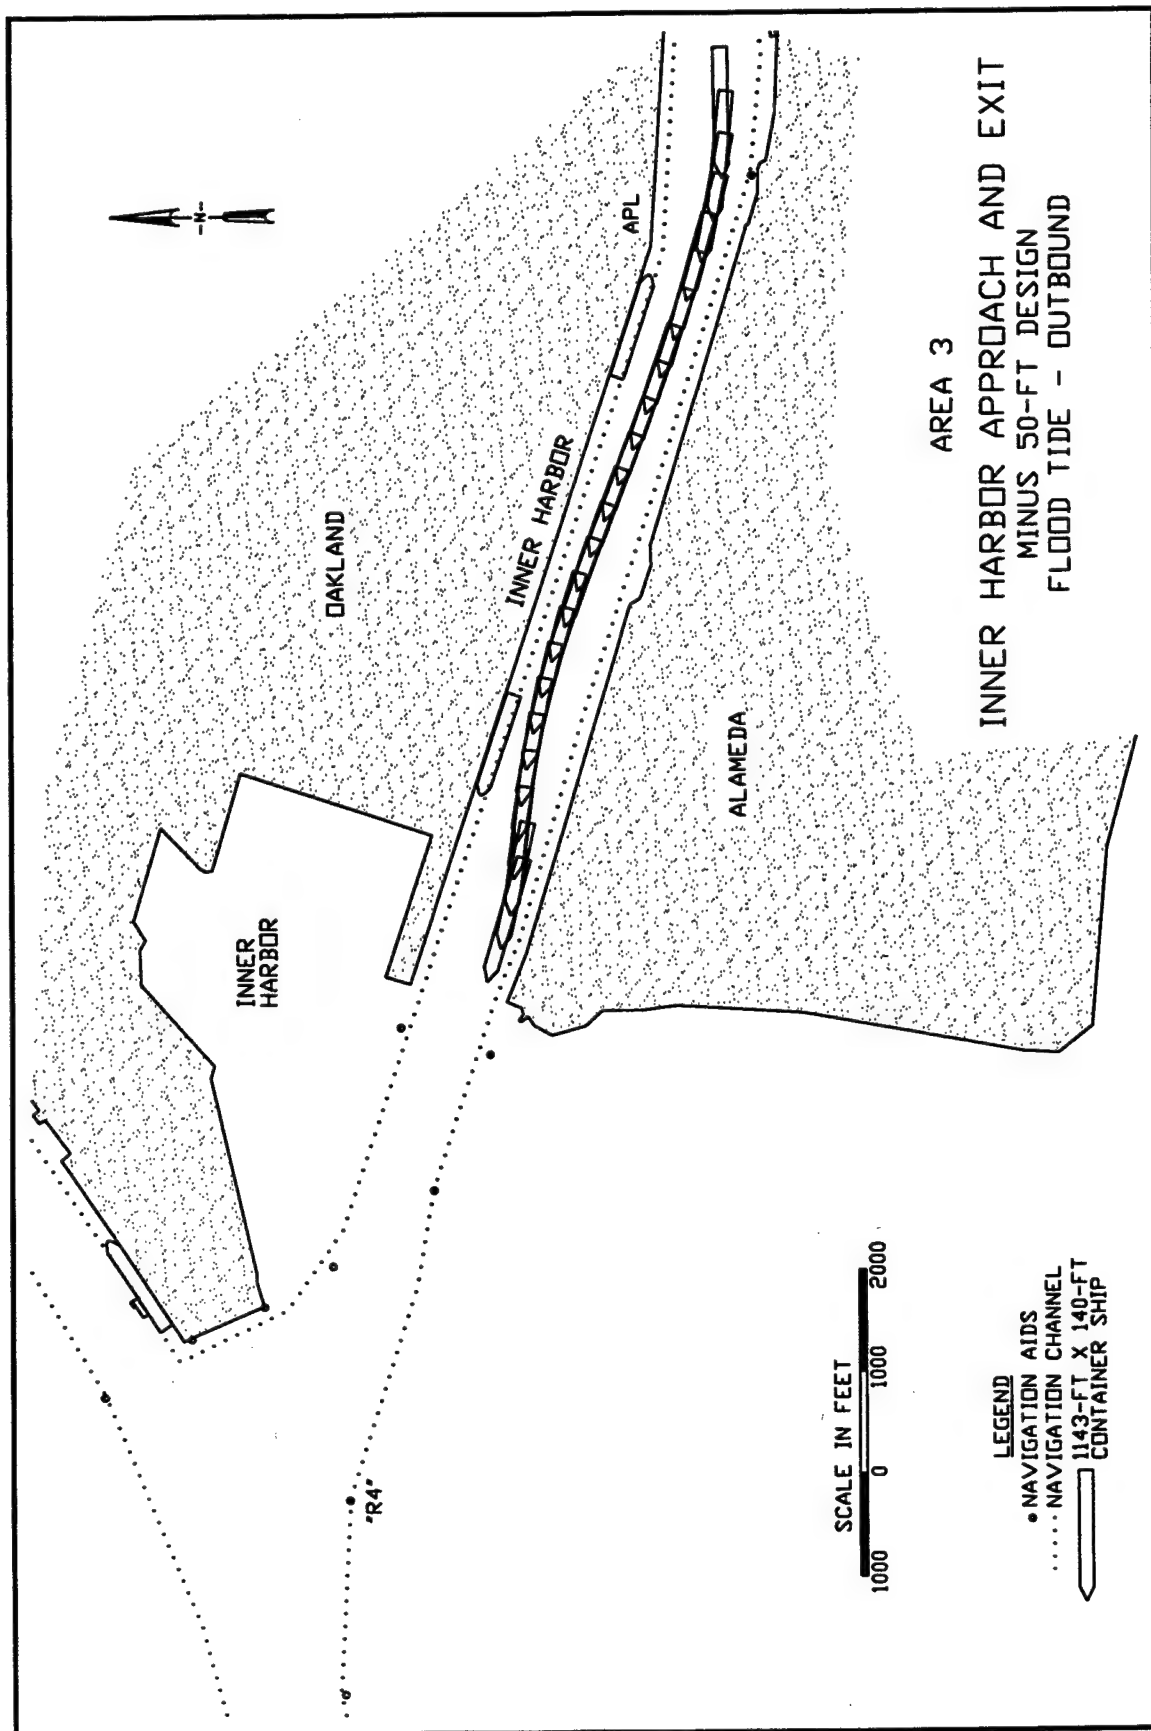 -N-
OAKLAND
INNER HARBOR
APL
INNER
HARBOR
ALAMEDA
"R4"
AREA 3
INNER HARBOR APPROACH AND EXIT
MINUS 50-FT DESIGN
FLOOD TIDE - OUTBOUND
SCALE IN FEET
1000 0 1000 2000
LEGEND
NAVIGATION AIDS
NAVIGATION CHANNEL
1143-FT X 140-FT
CONTAINER SHIP